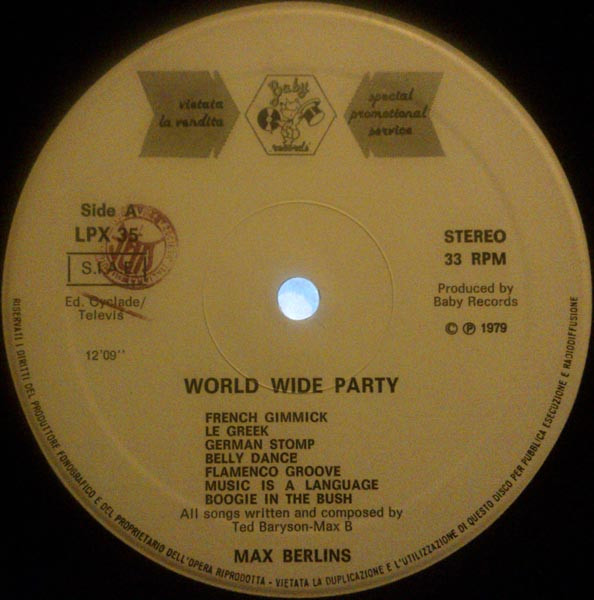 vietata
la vendita
Baby
records
special
promotional
service
Side A
LPX 35
S.I.A.E.
Ed. Cyclade/
Televis
12'09"
STEREO
33 RPM
Produced by
Baby Records
© ℗ 1979
WORLD WIDE PARTY
FRENCH GIMMICK
LE GREEK
GERMAN STOMP
BELLY DANCE
FLAMENCO GROOVE
MUSIC IS A LANGUAGE
BOOGIE IN THE BUSH
All songs written and composed by
Ted Baryson-Max B
MAX BERLINS
RISERVATI I DIRITTI DEL PRODUTTORE FONOGRAFICO E DEL PROPRIETARIO DELL'OPERA RIPRODOTTA - VIETATA LA DUPLICAZIONE E L'UTILIZZAZIONE DI QUESTO DISCO PER PUBBLICA ESECUZIONE E RADIODIFFUSIONE